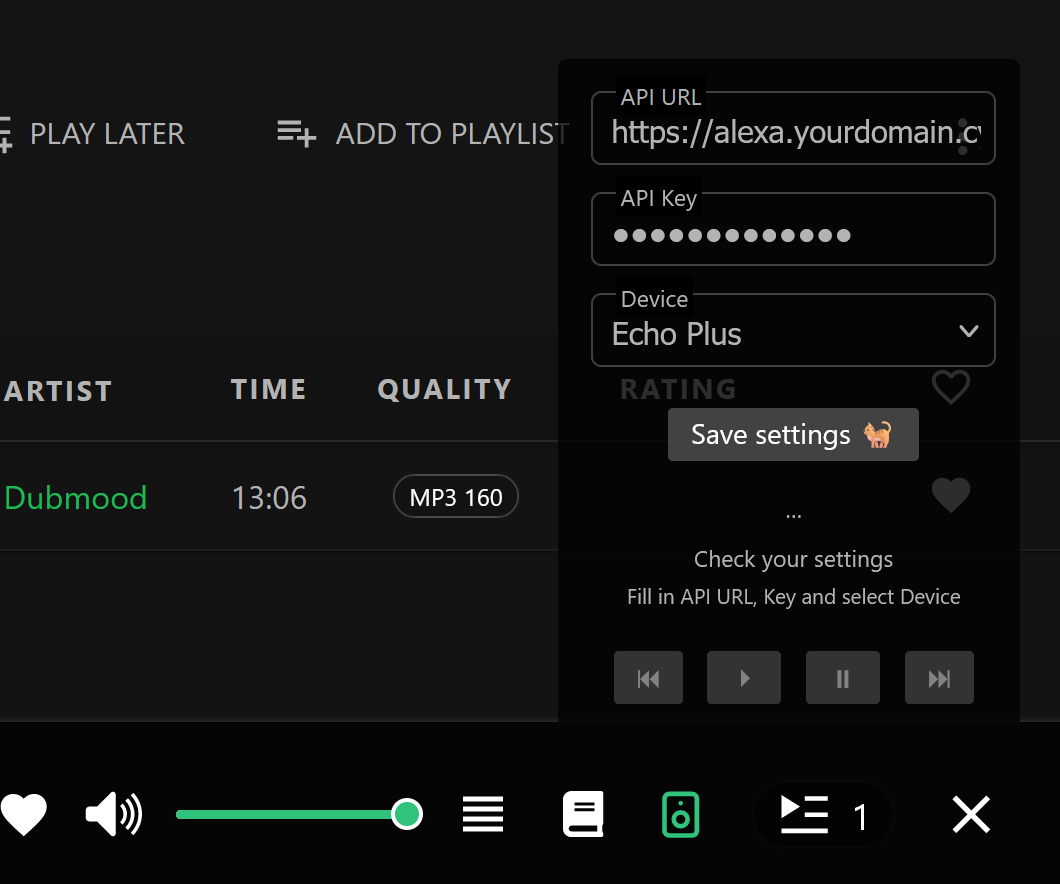 API URL
https://alexa.yourdomain.c
PLAY LATER
ADD TO PLAYLIST
API Key
Device
Echo Plus
ARTIST
TIME
QUALITY
RATING
Save settings
Dubmood
13:06
MP3 160
...
Check your settings
Fill in API URL, Key and select Device
1